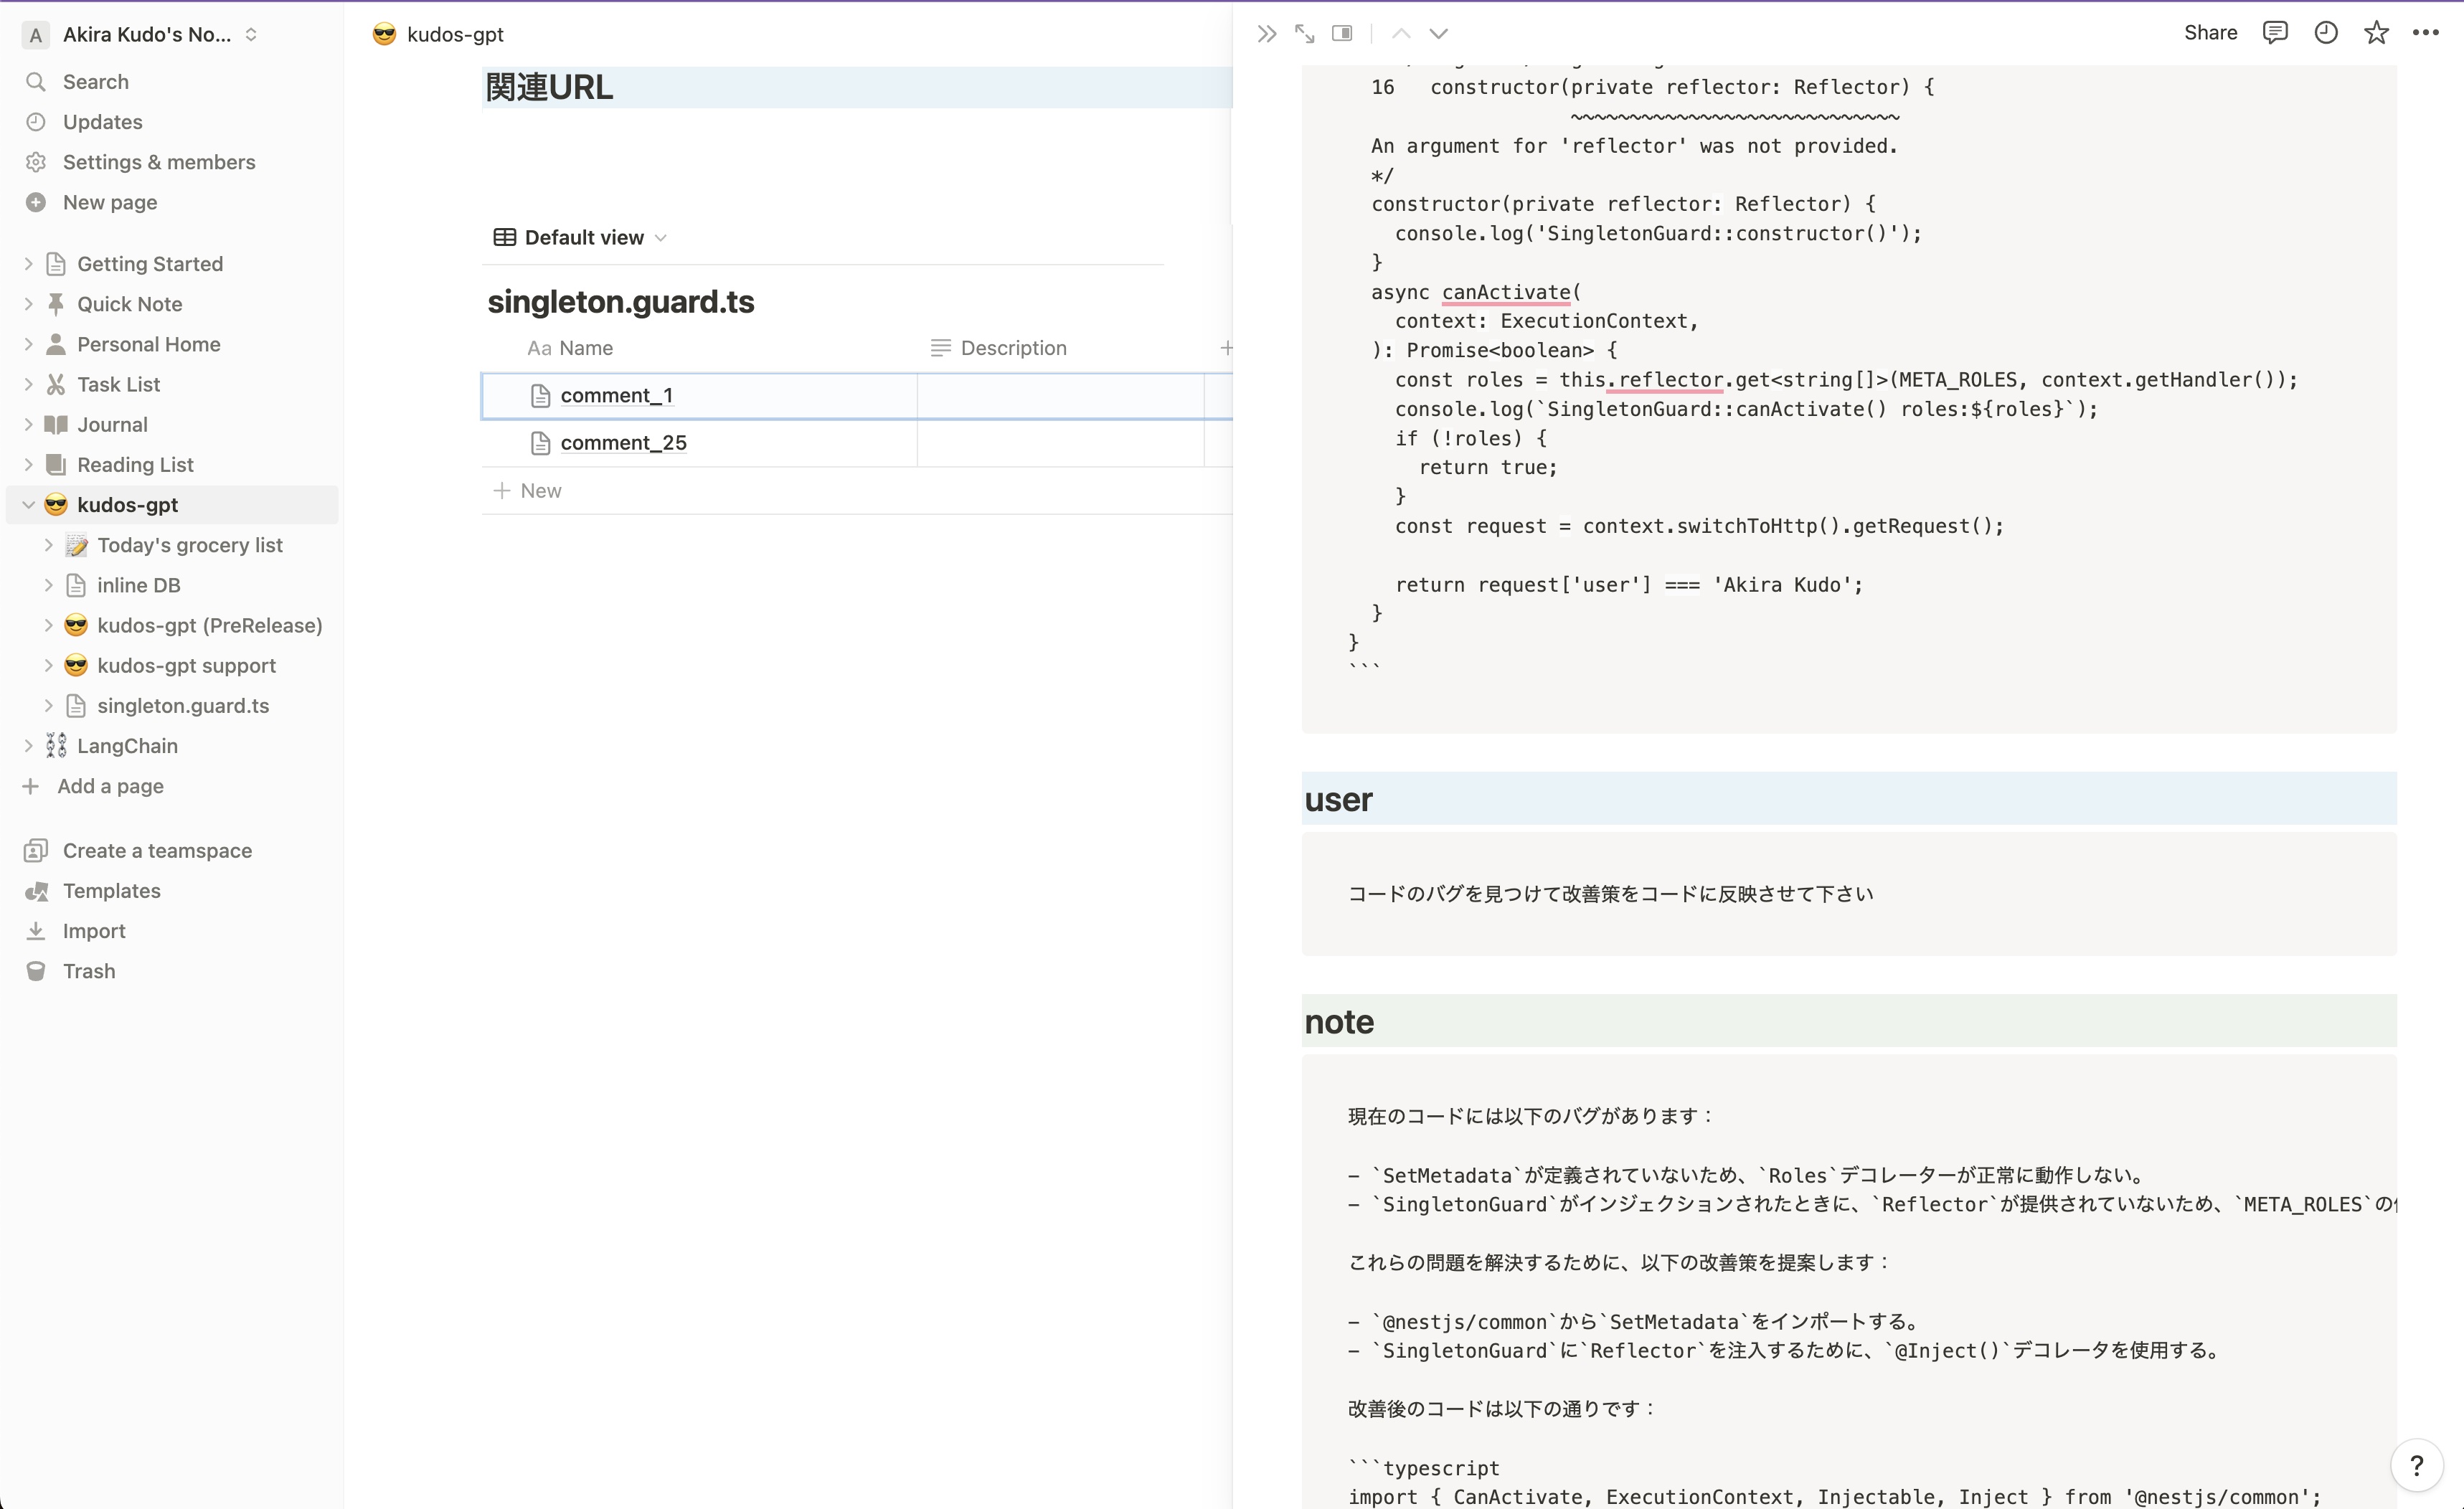 A Akira Kudo's No...
Search
Updates
Settings & members
New page
Getting Started
Quick Note
Personal Home
Task List
Journal
Reading List
😎 kudos-gpt
📝 Today's grocery list
inline DB
😎 kudos-gpt (PreRelease)
😎 kudos-gpt support
singleton.guard.ts
⛓️ LangChain
Add a page
Create a teamspace
Templates
Import
Trash
😎 kudos-gpt
関連URL
Default view
singleton.guard.ts
Aa Name Description
comment_1
comment_25
New
Share
16   constructor(private reflector: Reflector) {
~~~~~~~~~~~~~~~~~~~~~~~~~~~~
An argument for 'reflector' was not provided.
*/
constructor(private reflector: Reflector) {
console.log('SingletonGuard::constructor()');
}
async canActivate(
context: ExecutionContext,
): Promise<boolean> {
const roles = this.reflector.get<string[]>(META_ROLES, context.getHandler());
console.log(`SingletonGuard::canActivate() roles:${roles}`);
if (!roles) {
return true;
}
const request = context.switchToHttp().getRequest();
return request['user'] === 'Akira Kudo';
}
}
```
user
コードのバグを見つけて改善策をコードに反映させて下さい
note
現在のコードには以下のバグがあります：
- `SetMetadata`が定義されていないため、`Roles`デコレーターが正常に動作しない。
- `SingletonGuard`がインジェクションされたときに、`Reflector`が提供されていないため、`META_ROLES`の
これらの問題を解決するために、以下の改善策を提案します：
- `@nestjs/common`から`SetMetadata`をインポートする。
- `SingletonGuard`に`Reflector`を注入するために、`@Inject()`デコレータを使用する。
改善後のコードは以下の通りです：
```typescript
import { CanActivate, ExecutionContext, Injectable, Inject } from '@nestjs/common';
?